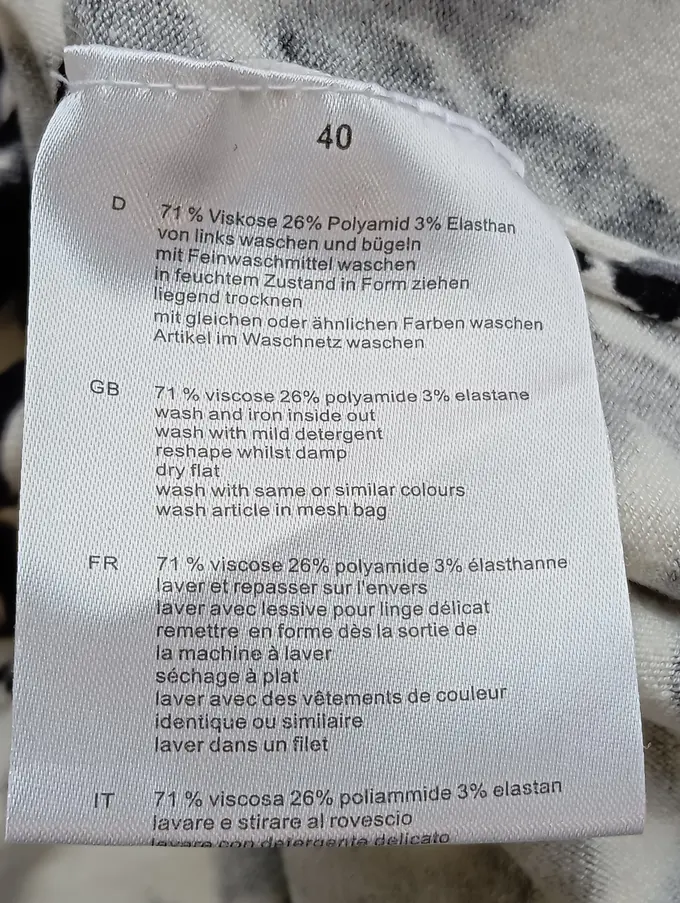 40
D
71 % Viskose 26% Polyamid 3% Elasthan
von links waschen und bügeln
mit Feinwaschmittel waschen
in feuchtem Zustand in Form ziehen
liegend trocknen
mit gleichen oder ähnlichen Farben waschen
Artikel im Waschnetz waschen
GB
71 % viscose 26% polyamide 3% elastane
wash and iron inside out
wash with mild detergent
reshape whilst damp
dry flat
wash with same or similar colours
wash article in mesh bag
FR
71 % viscose 26% polyamide 3% élasthanne
laver et repasser sur l'envers
laver avec lessive pour linge délicat
remettre en forme dès la sortie de
la machine à laver
séchage à plat
laver avec des vêtements de couleur
identique ou similaire
laver dans un filet
IT
71 % viscosa 26% poliammide 3% elastan
lavare e stirare al rovescio
lavare con detergente delicato